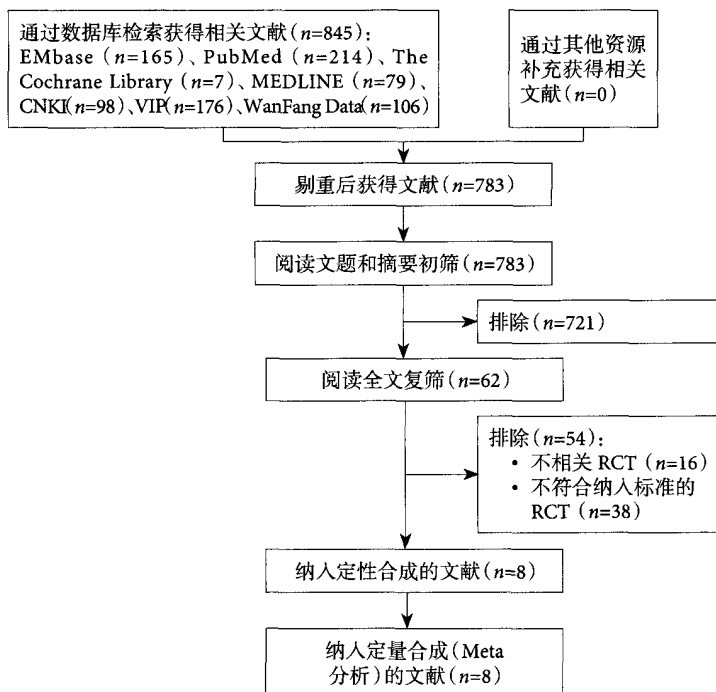 通过数据库检索获得相关文献(n=845)：
EMbase (n=165)、PubMed (n=214)、The
Cochrane Library (n=7)、MEDLINE (n=79)、
CNKI(n=98)、VIP(n=176)、WanFang Data(n=106)
通过其他资源
补充获得相关
文献(n=0)
剔重后获得文献(n=783)
阅读文题和摘要初筛(n=783)
排除(n=721)
阅读全文复筛(n=62)
排除(n=54)：
• 不相关 RCT (n=16)
• 不符合纳入标准的
RCT (n=38)
纳入定性合成的文献(n=8)
纳入定量合成(Meta
分析)的文献(n=8)